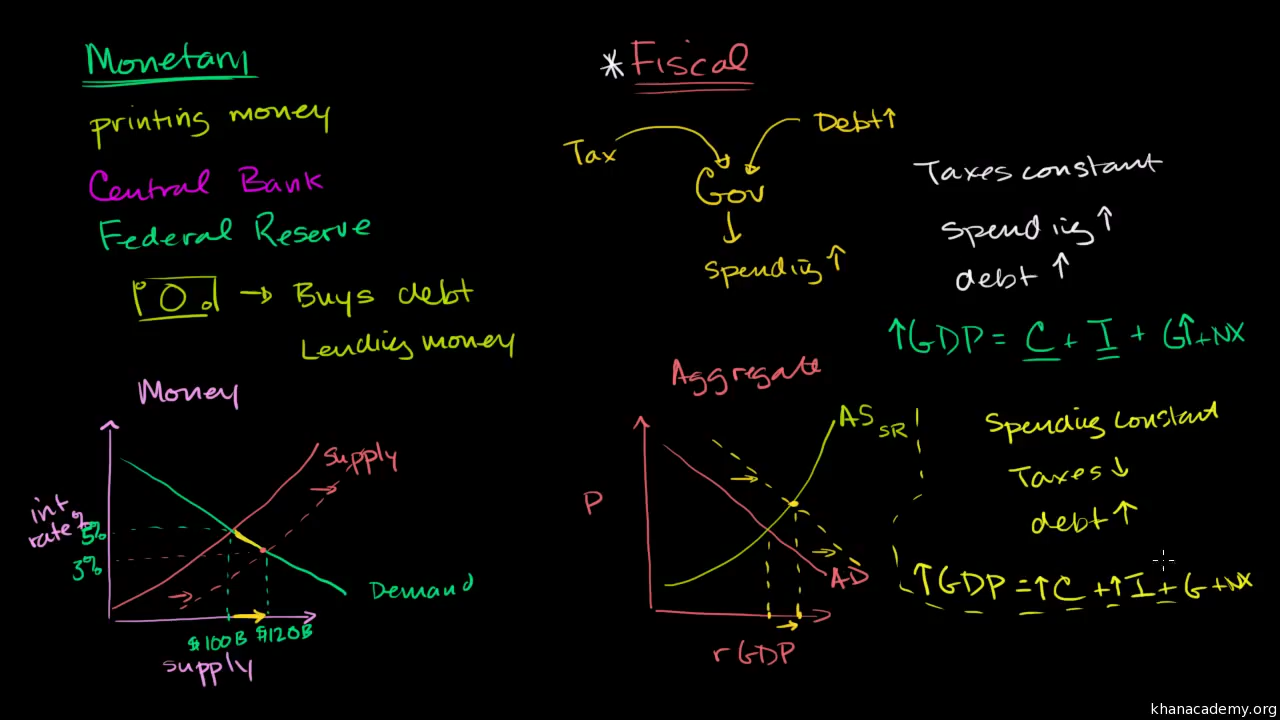 Monetary
printing money
Central Bank
Federal Reserve
O → Buys debt
Lending money
Money
int
rate
5%
3%
supply
Demand
$100B $120B
supply
*Fiscal
Tax
Debt↑
Gov
↓
spending↑
Taxes constant
spending↑
debt ↑
↑GDP = C + I + G↑ + NX
Aggregate
P
AS SR
AD
rGDP
Spending constant
Taxes ↓
debt ↑
↑GDP = ↑C + ↑I + G + NX
khanacademy.org